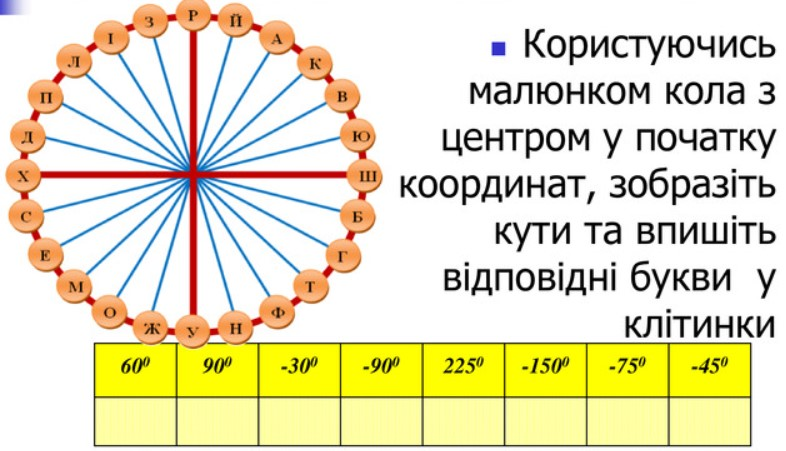 Р
З Й
І А
Л К
П В
Д Ю
Х Ш
С Б
Е Г
М Т
О Ф
Ж У Н
Користуючись
малюнком кола з
центром у початку
координат, зобразіть
кути та впишіть
відповідні букви у
клітинки
60⁰ 90⁰ -30⁰ -90⁰ 225⁰ -150⁰ -75⁰ -45⁰